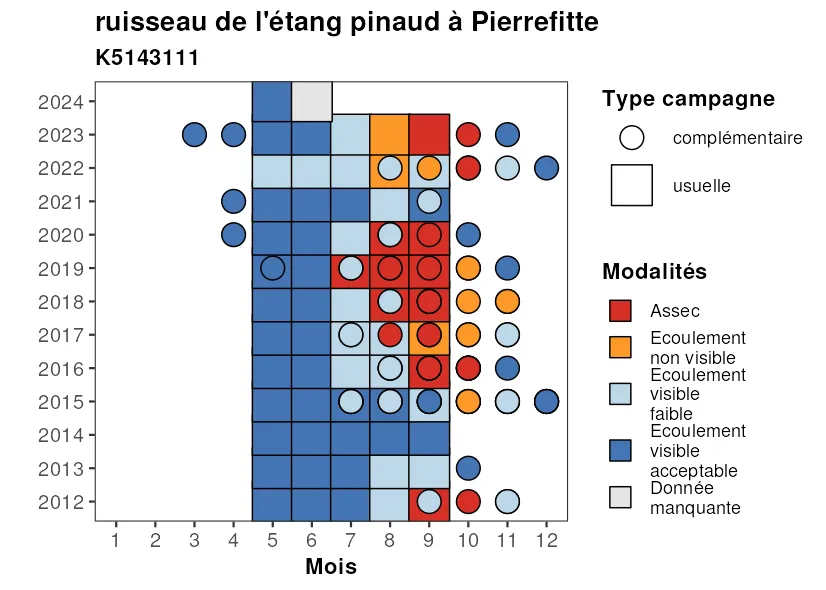 ruisseau de l'étang pinaud à Pierrefitte
K5143111
2024
2023
2022
2021
2020
2019
2018
2017
2016
2015
2014
2013
2012
1 2 3 4 5 6 7 8 9 10 11 12
Mois
Type campagne
complémentaire
usuelle
Modalités
Assec
Ecoulement
non visible
Ecoulement
visible
faible
Ecoulement
visible
acceptable
Donnée
manquante